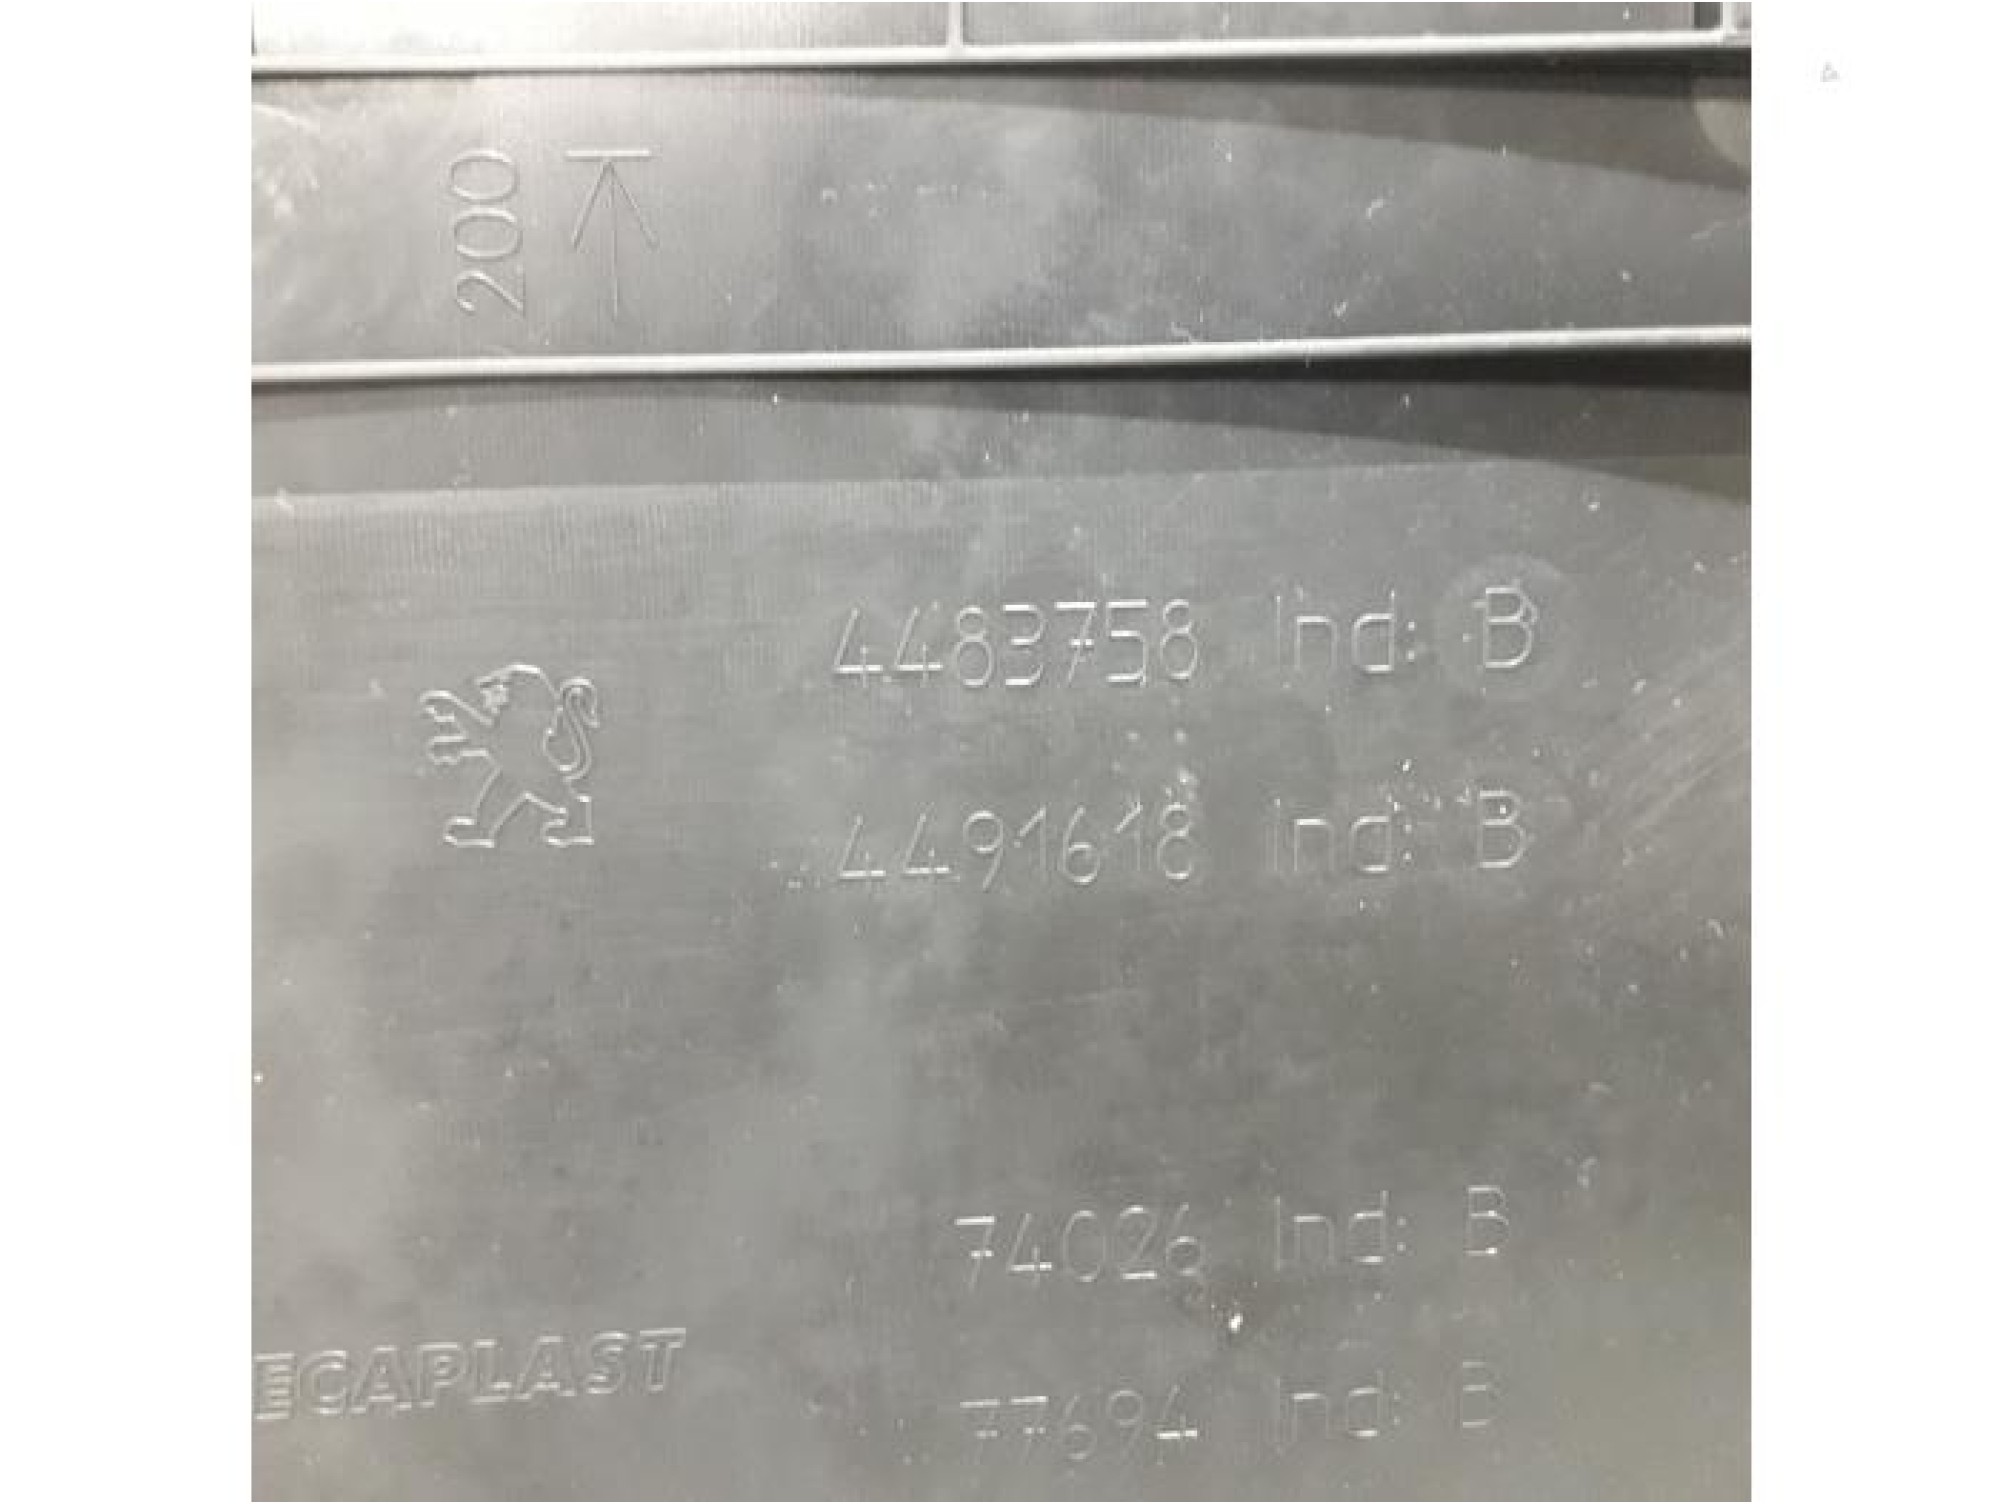 200
4483758 Ind: B
4491618 Ind: B
74026 Ind: B
ECAPLAST
77694 Ind: B